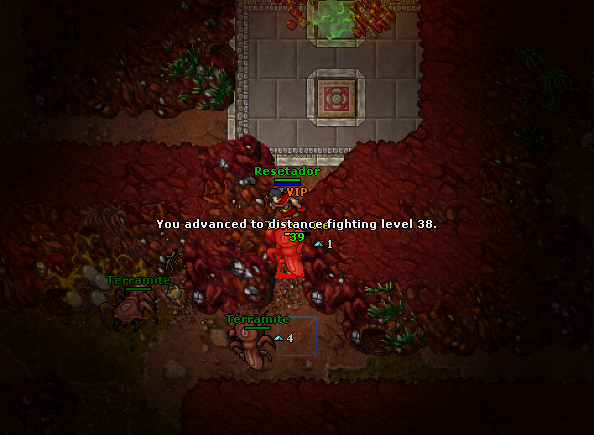 Resetador
VIP
You advanced to distance fighting level 38.
39
1
Terramite
Terramite
4